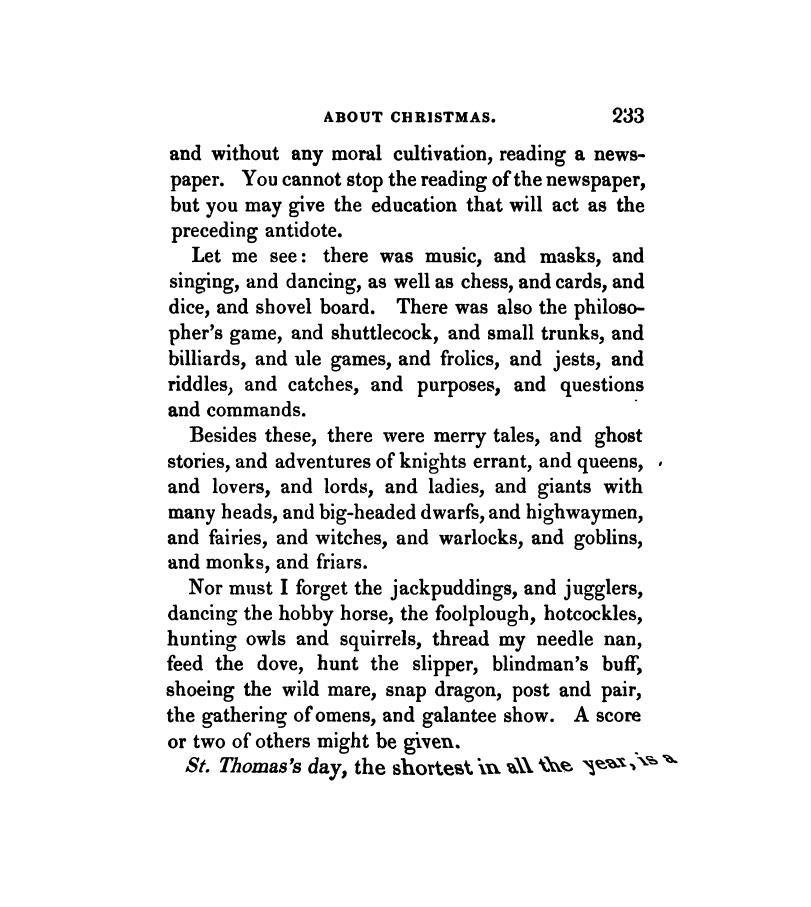 ABOUT CHRISTMAS. 233
and without any moral cultivation, reading a news-
paper. You cannot stop the reading of the newspaper,
but you may give the education that will act as the
preceding antidote.
Let me see: there was music, and masks, and
singing, and dancing, as well as chess, and cards, and
dice, and shovel board. There was also the philoso-
pher's game, and shuttlecock, and small trunks, and
billiards, and ule games, and frolics, and jests, and
riddles, and catches, and purposes, and questions
and commands.
Besides these, there were merry tales, and ghost
stories, and adventures of knights errant, and queens,
and lovers, and lords, and ladies, and giants with
many heads, and big-headed dwarfs, and highwaymen,
and fairies, and witches, and warlocks, and goblins,
and monks, and friars.
Nor must I forget the jackpuddings, and jugglers,
dancing the hobby horse, the foolplough, hotcockles,
hunting owls and squirrels, thread my needle nan,
feed the dove, hunt the slipper, blindman's buff,
shoeing the wild mare, snap dragon, post and pair,
the gathering of omens, and galantee show. A score
or two of others might be given.
St. Thomas's day, the shortest in all the year, is a